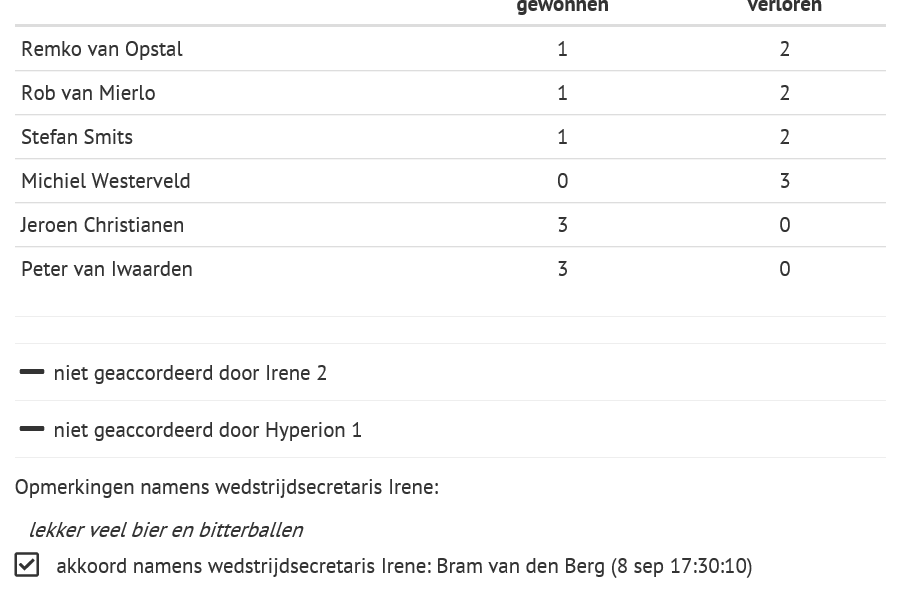 gewonnen verloren
Remko van Opstal 1 2
Rob van Mierlo 1 2
Stefan Smits 1 2
Michiel Westerveld 0 3
Jeroen Christianen 3 0
Peter van Iwaarden 3 0
niet geaccordeerd door Irene 2
niet geaccordeerd door Hyperion 1
Opmerkingen namens wedstrijdsecretaris Irene:
lekker veel bier en bitterballen
akkoord namens wedstrijdsecretaris Irene: Bram van den Berg (8 sep 17:30:10)